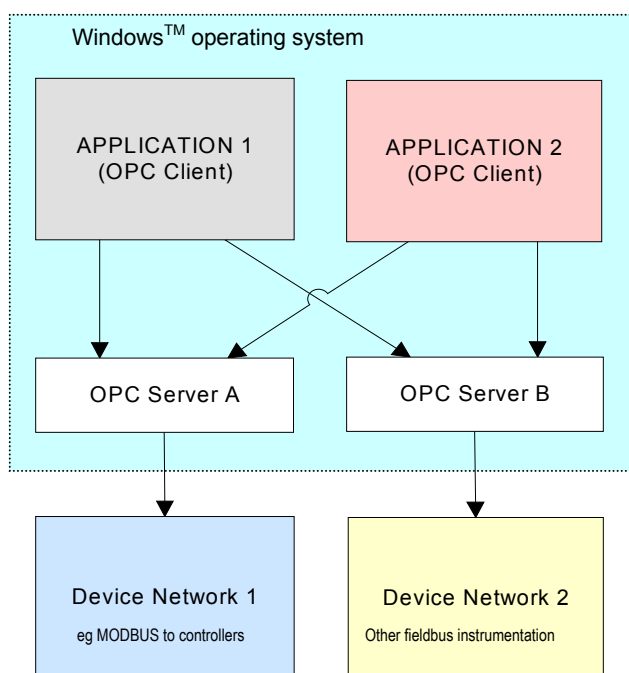 Windows™ operating system
APPLICATION 1
(OPC Client)
APPLICATION 2
(OPC Client)
OPC Server A
OPC Server B
Device Network 1
eg MODBUS to controllers
Device Network 2
Other fieldbus instrumentation